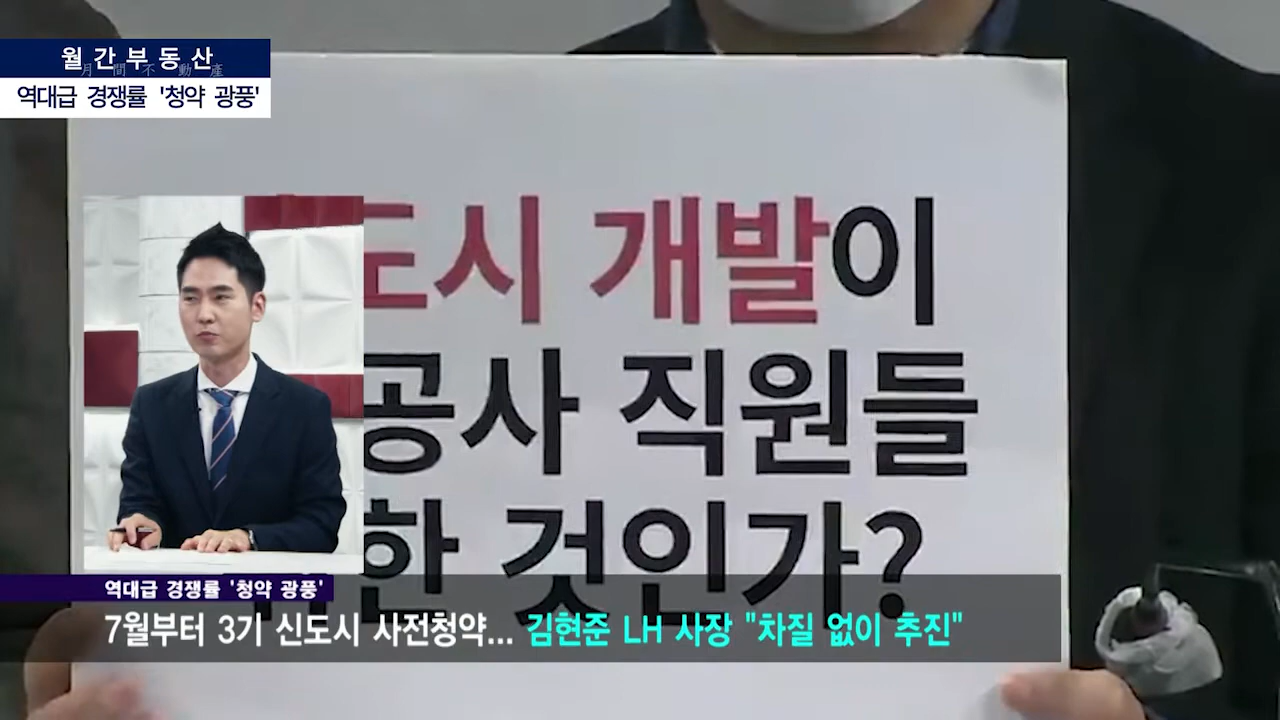 월간부동산
月間不動産
역대급 경쟁률 '청약 광풍'
도시 개발이
공사 직원들
한 것인가?
역대급 경쟁률 '청약 광풍'
7월부터 3기 신도시 사전청약... 김현준 LH 사장 "차질 없이 추진"